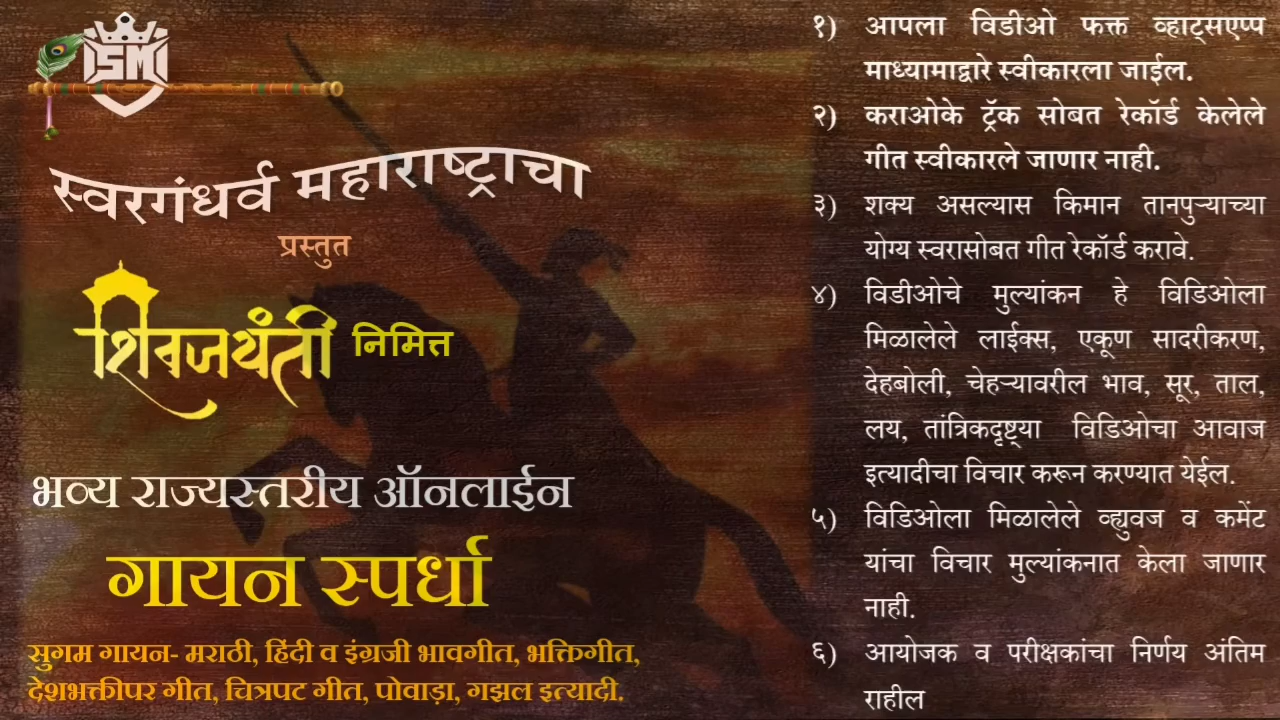 ISM
स्वरगंधर्व महाराष्ट्राचा
प्रस्तुत
शिवजयंती निमित्त
भव्य राज्यस्तरीय ऑनलाईन
गायन स्पर्धा
सुगम गायन- मराठी, हिंदी व इंग्रजी भावगीत, भक्तिगीत,
देशभक्तीपर गीत, चित्रपट गीत, पोवाडा, गझल इत्यादी.
१) आपला विडीओ फक्त व्हाट्सएप्प
माध्यामाद्वारे स्वीकारला जाईल.
२) कराओके ट्रॅक सोबत रेकॉर्ड केलेले
गीत स्वीकारले जाणार नाही.
३) शक्य असल्यास किमान तानपुऱ्याच्या
योग्य स्वरासोबत गीत रेकॉर्ड करावे.
४) विडीओचे मुल्यांकन हे विडिओला
मिळालेले लाईक्स, एकूण सादरीकरण,
देहबोली, चेहऱ्यावरील भाव, सूर, ताल,
लय, तांत्रिकदृष्ट्या विडिओचा आवाज
इत्यादीचा विचार करून करण्यात येईल.
५) विडिओला मिळालेले व्ह्युवज व कमेंट
यांचा विचार मुल्यांकनात केला जाणार
नाही.
६) आयोजक व परीक्षकांचा निर्णय अंतिम
राहील